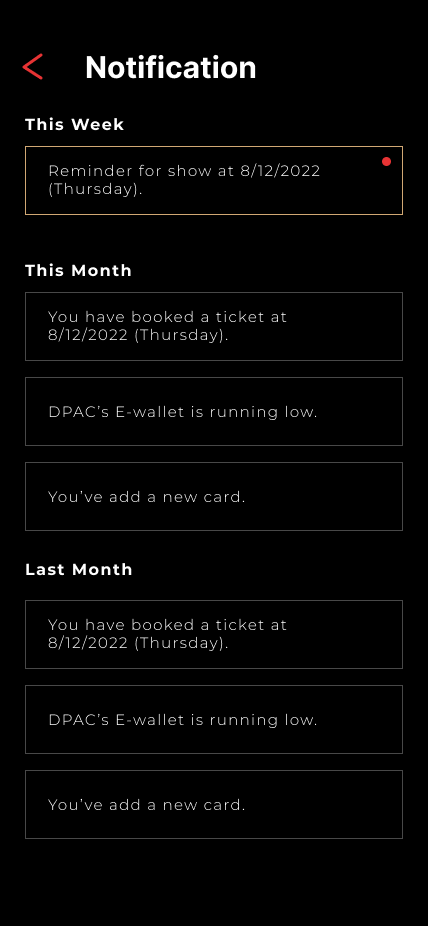 Notification
This Week
Reminder for show at 8/12/2022
(Thursday).
This Month
You have booked a ticket at
8/12/2022 (Thursday).
DPAC’s E-wallet is running low.
You’ve add a new card.
Last Month
You have booked a ticket at
8/12/2022 (Thursday).
DPAC’s E-wallet is running low.
You’ve add a new card.